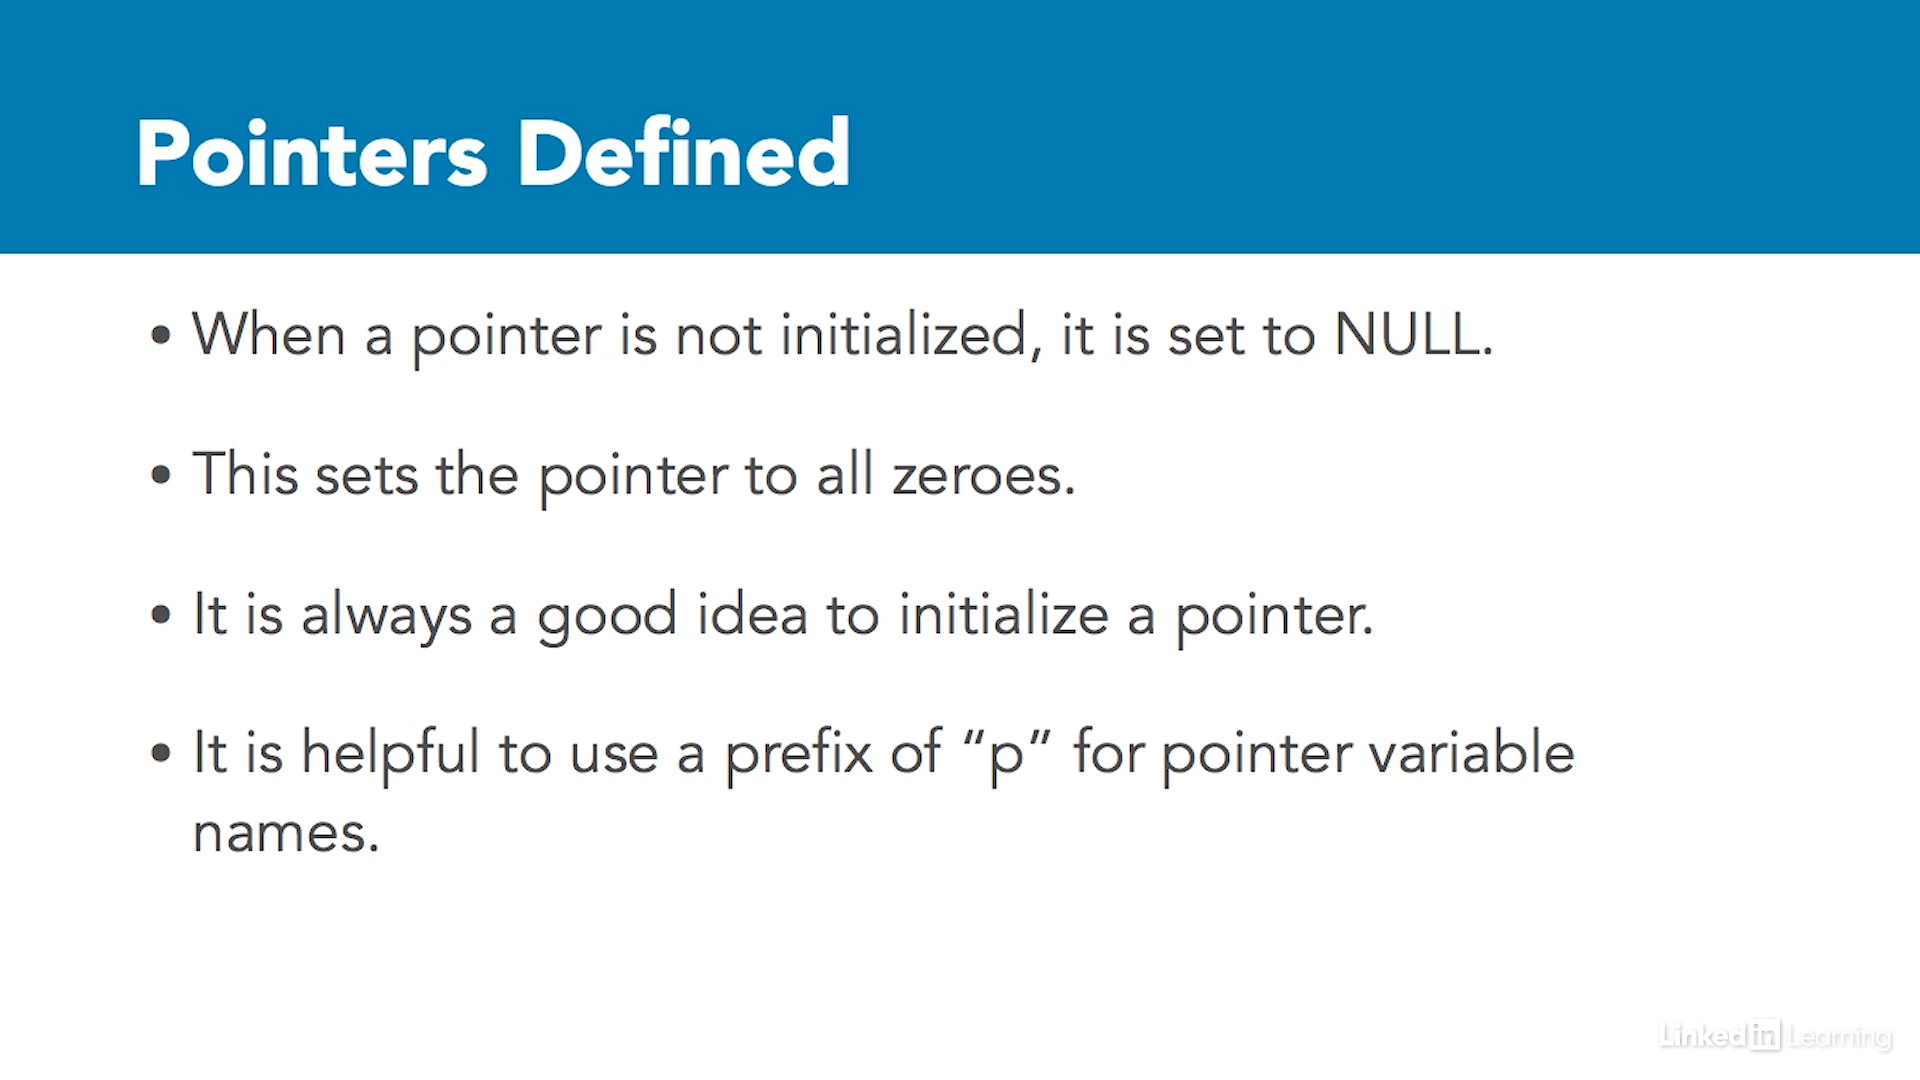 Pointers Defined
• When a pointer is not initialized, it is set to NULL.
• This sets the pointer to all zeroes.
• It is always a good idea to initialize a pointer.
• It is helpful to use a prefix of “p” for pointer variable
names.
Linked in Learning